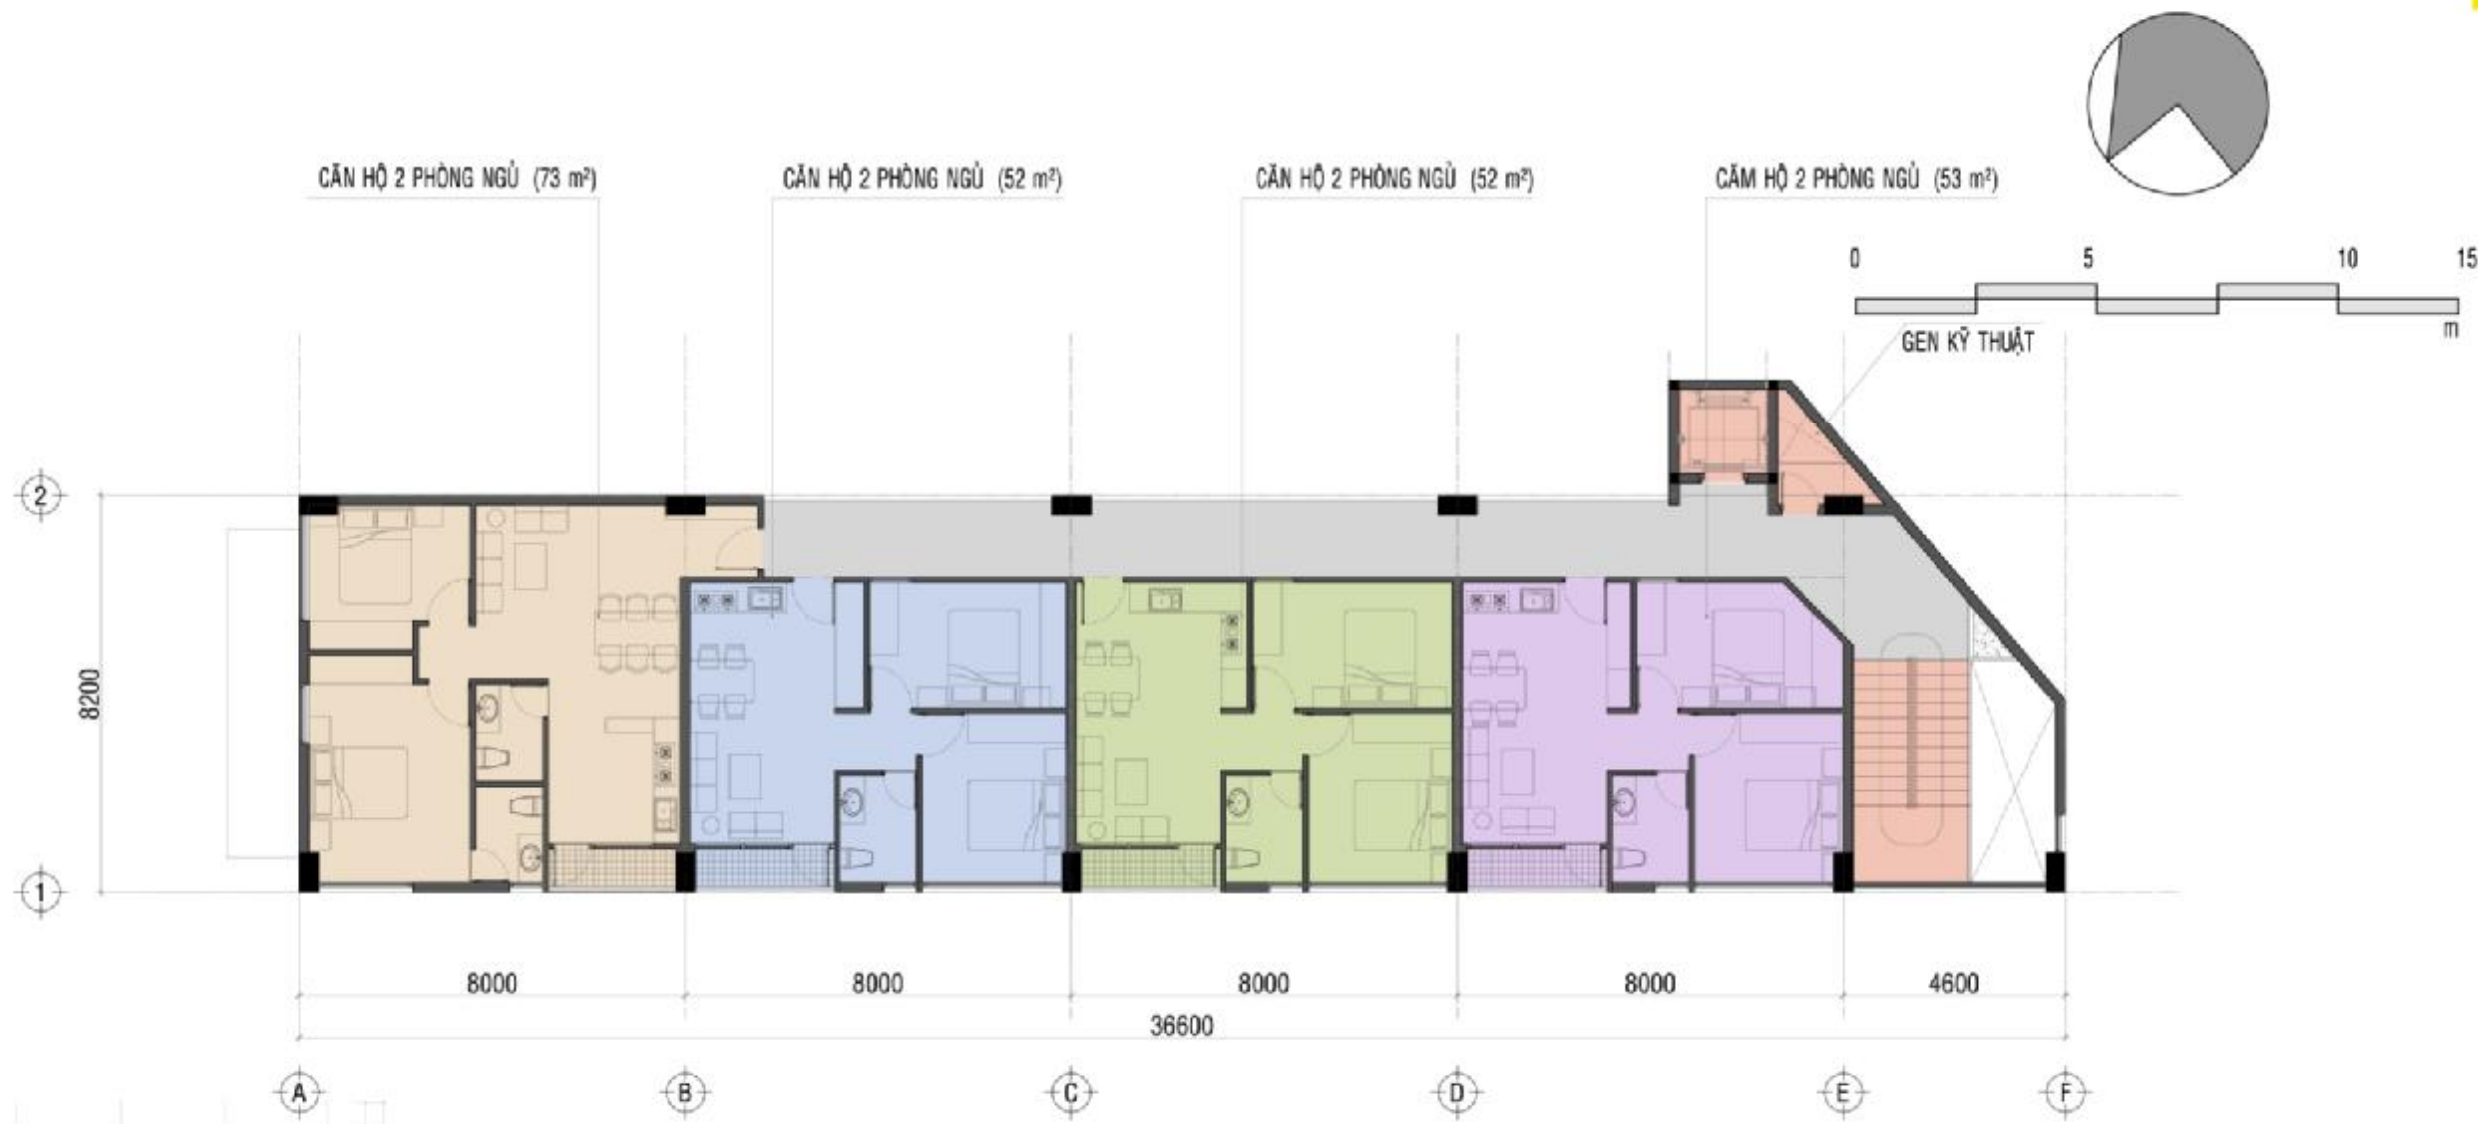 CĂN HỘ 2 PHÒNG NGỦ (73 m²)
CĂN HỘ 2 PHÒNG NGỦ (52 m²)
CĂN HỘ 2 PHÒNG NGỦ (52 m²)
CĂM HỘ 2 PHÒNG NGỦ (53 m²)
0 5 10 15
m
GEN KỸ THUẬT
2
8200
1
8000 8000 8000 8000 4600
36600
A B C D E F